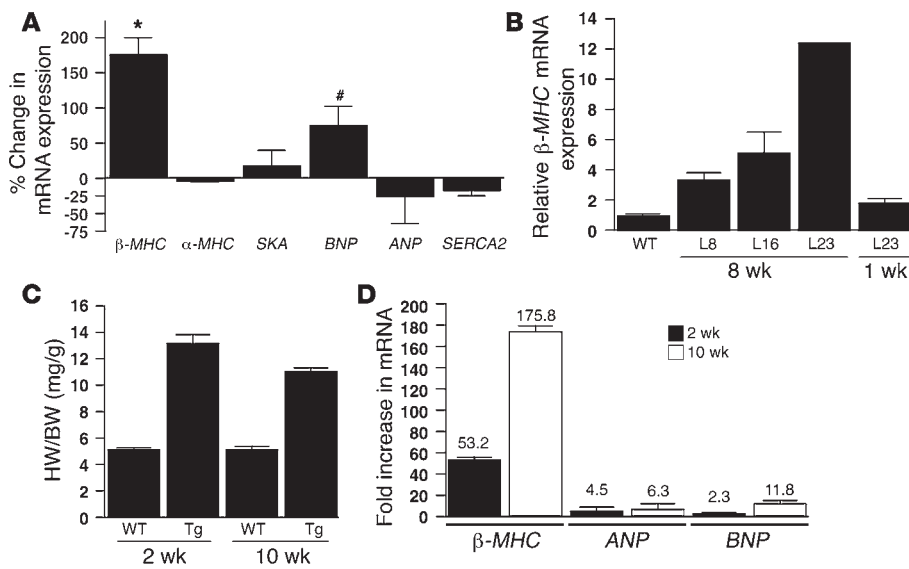 A
% Change in
mRNA expression
200
150
100
50
0
-25
-50
-75
*
#
β-MHC α-MHC SKA BNP ANP SERCA2
B
Relative β-MHC mRNA
expression
14
12
10
8
6
4
2
0
WT L8 L16 L23 L23
8 wk 1 wk
C
HW/BW (mg/g)
16
14
12
10
8
6
4
2
0
WT Tg WT Tg
2 wk 10 wk
D
Fold increase in mRNA
200
180
160
140
120
100
80
60
40
20
0
175.8
2 wk
10 wk
53.2
4.5 6.3 2.3 11.8
β-MHC ANP BNP